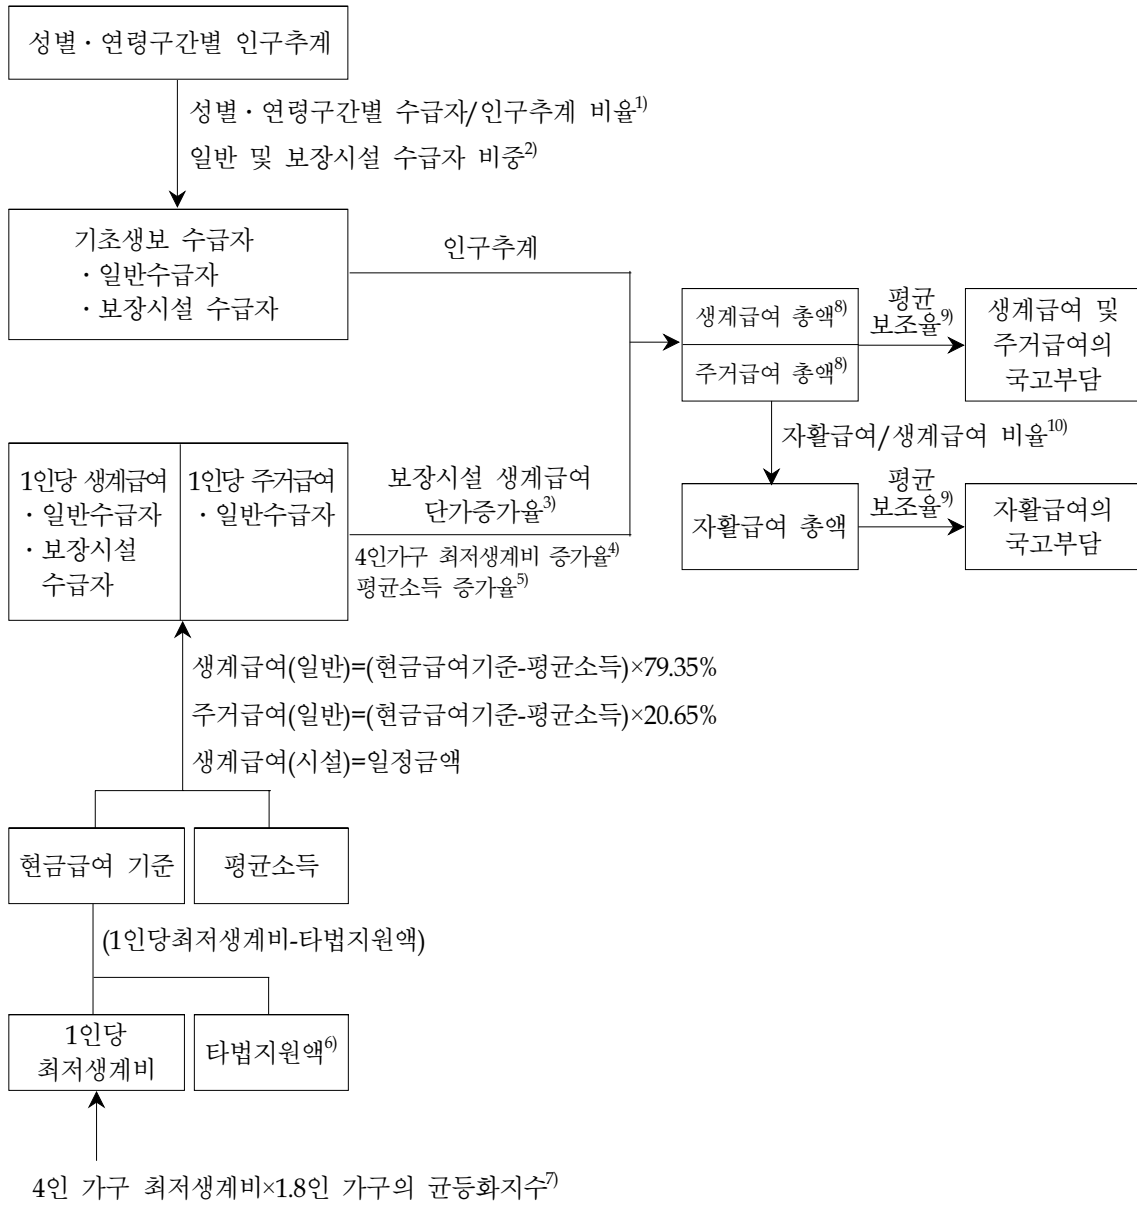 성별·연령구간별 인구추계
성별·연령구간별 수급자/인구추계 비율1)
일반 및 보장시설 수급자 비중2)
기초생보 수급자
·일반수급자
·보장시설 수급자
인구추계
생계급여 총액8)
주거급여 총액8)
평균
보조율9)
생계급여 및
주거급여의
국고부담
자활급여/생계급여 비율10)
1인당 생계급여
·일반수급자
·보장시설
수급자
1인당 주거급여
·일반수급자
보장시설 생계급여
단가증가율3)
4인가구 최저생계비 증가율4)
평균소득 증가율5)
자활급여 총액
평균
보조율9)
자활급여의
국고부담
생계급여(일반)=(현금급여기준-평균소득)×79.35%
주거급여(일반)=(현금급여기준-평균소득)×20.65%
생계급여(시설)=일정금액
현금급여 기준
평균소득
(1인당최저생계비-타법지원액)
1인당
최저생계비
타법지원액6)
4인 가구 최저생계비×1.8인 가구의 균등화지수7)